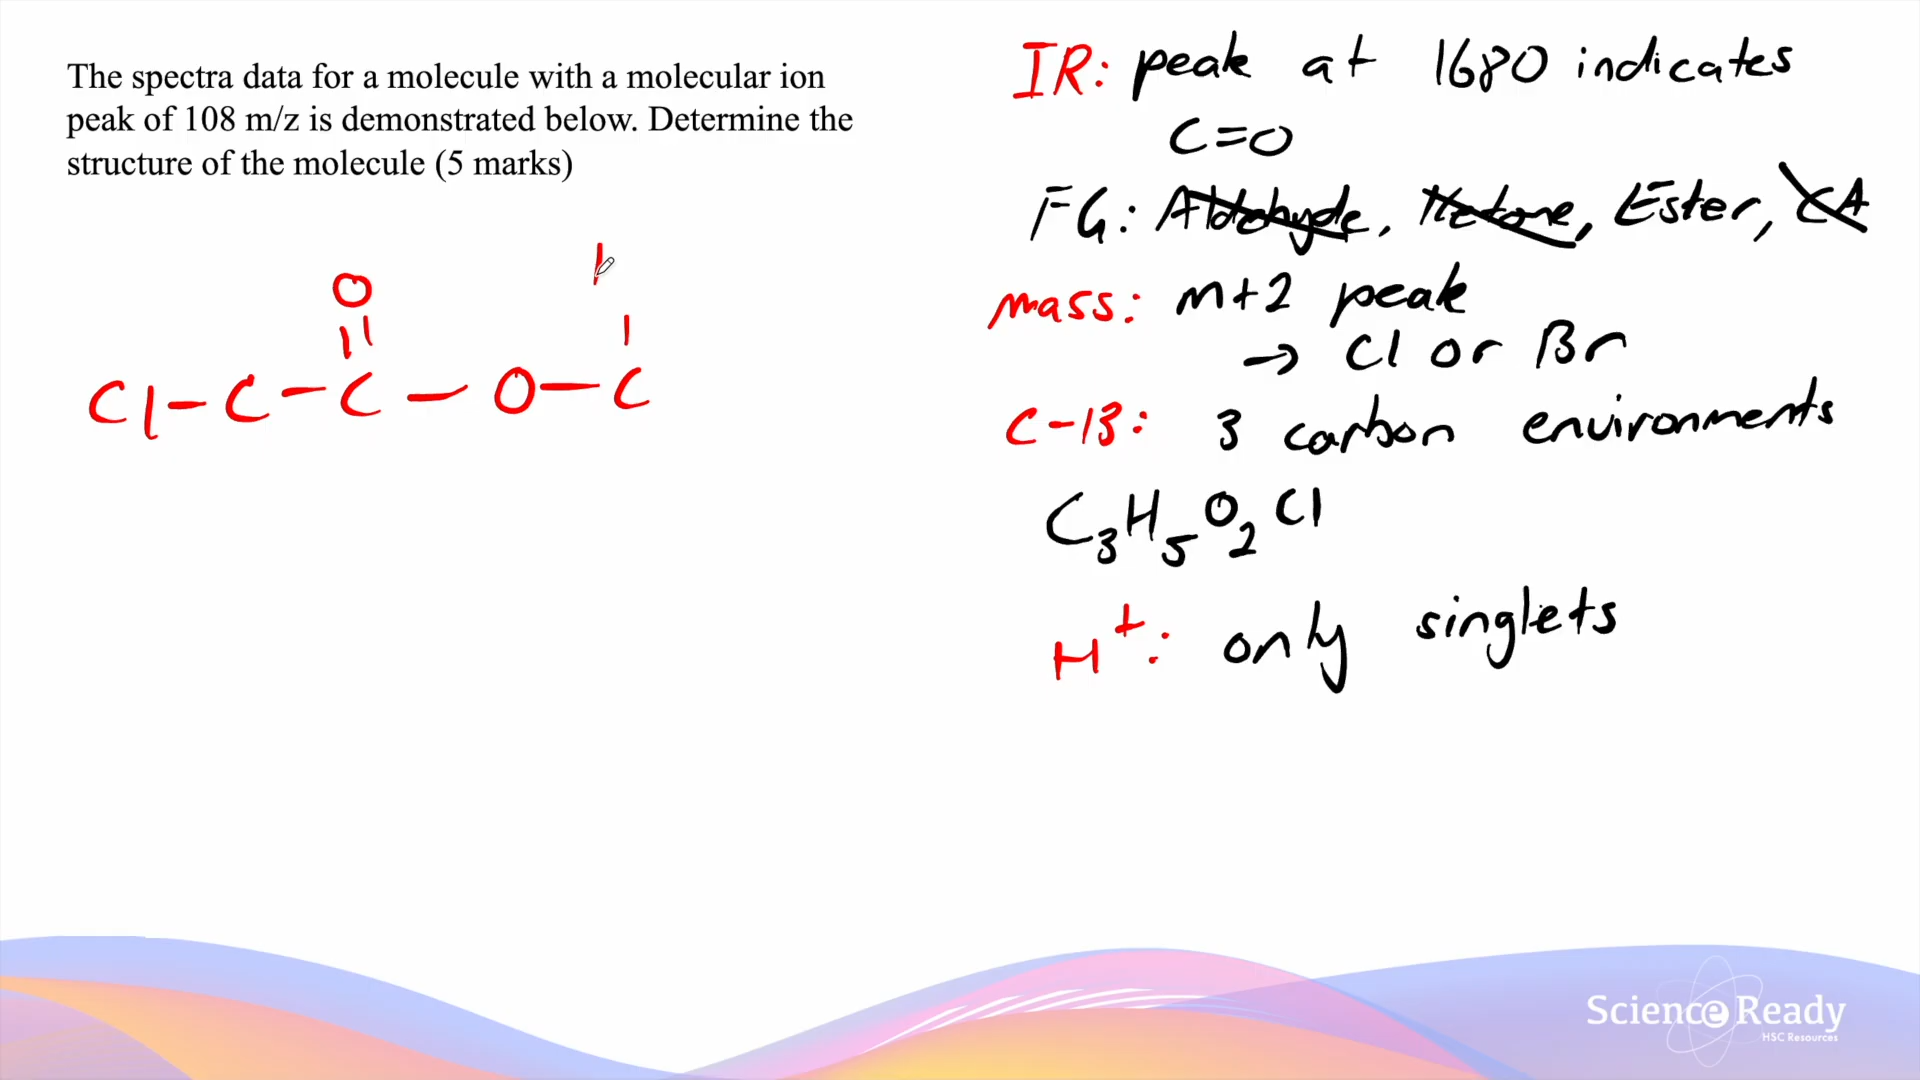 The spectra data for a molecule with a molecular ion
peak of 108 m/z is demonstrated below. Determine the
structure of the molecule (5 marks)
O
Cl-C-C-O-C
IR: peak at 1680 indicates
C=O
FG: Aldehyde, Ketone, Ester, CA
mass: m+2 peak
→ Cl or Br
C-13: 3 carbon environments
C₃H₅O₂Cl
H⁺: only singlets
Science Ready
HSC Resources